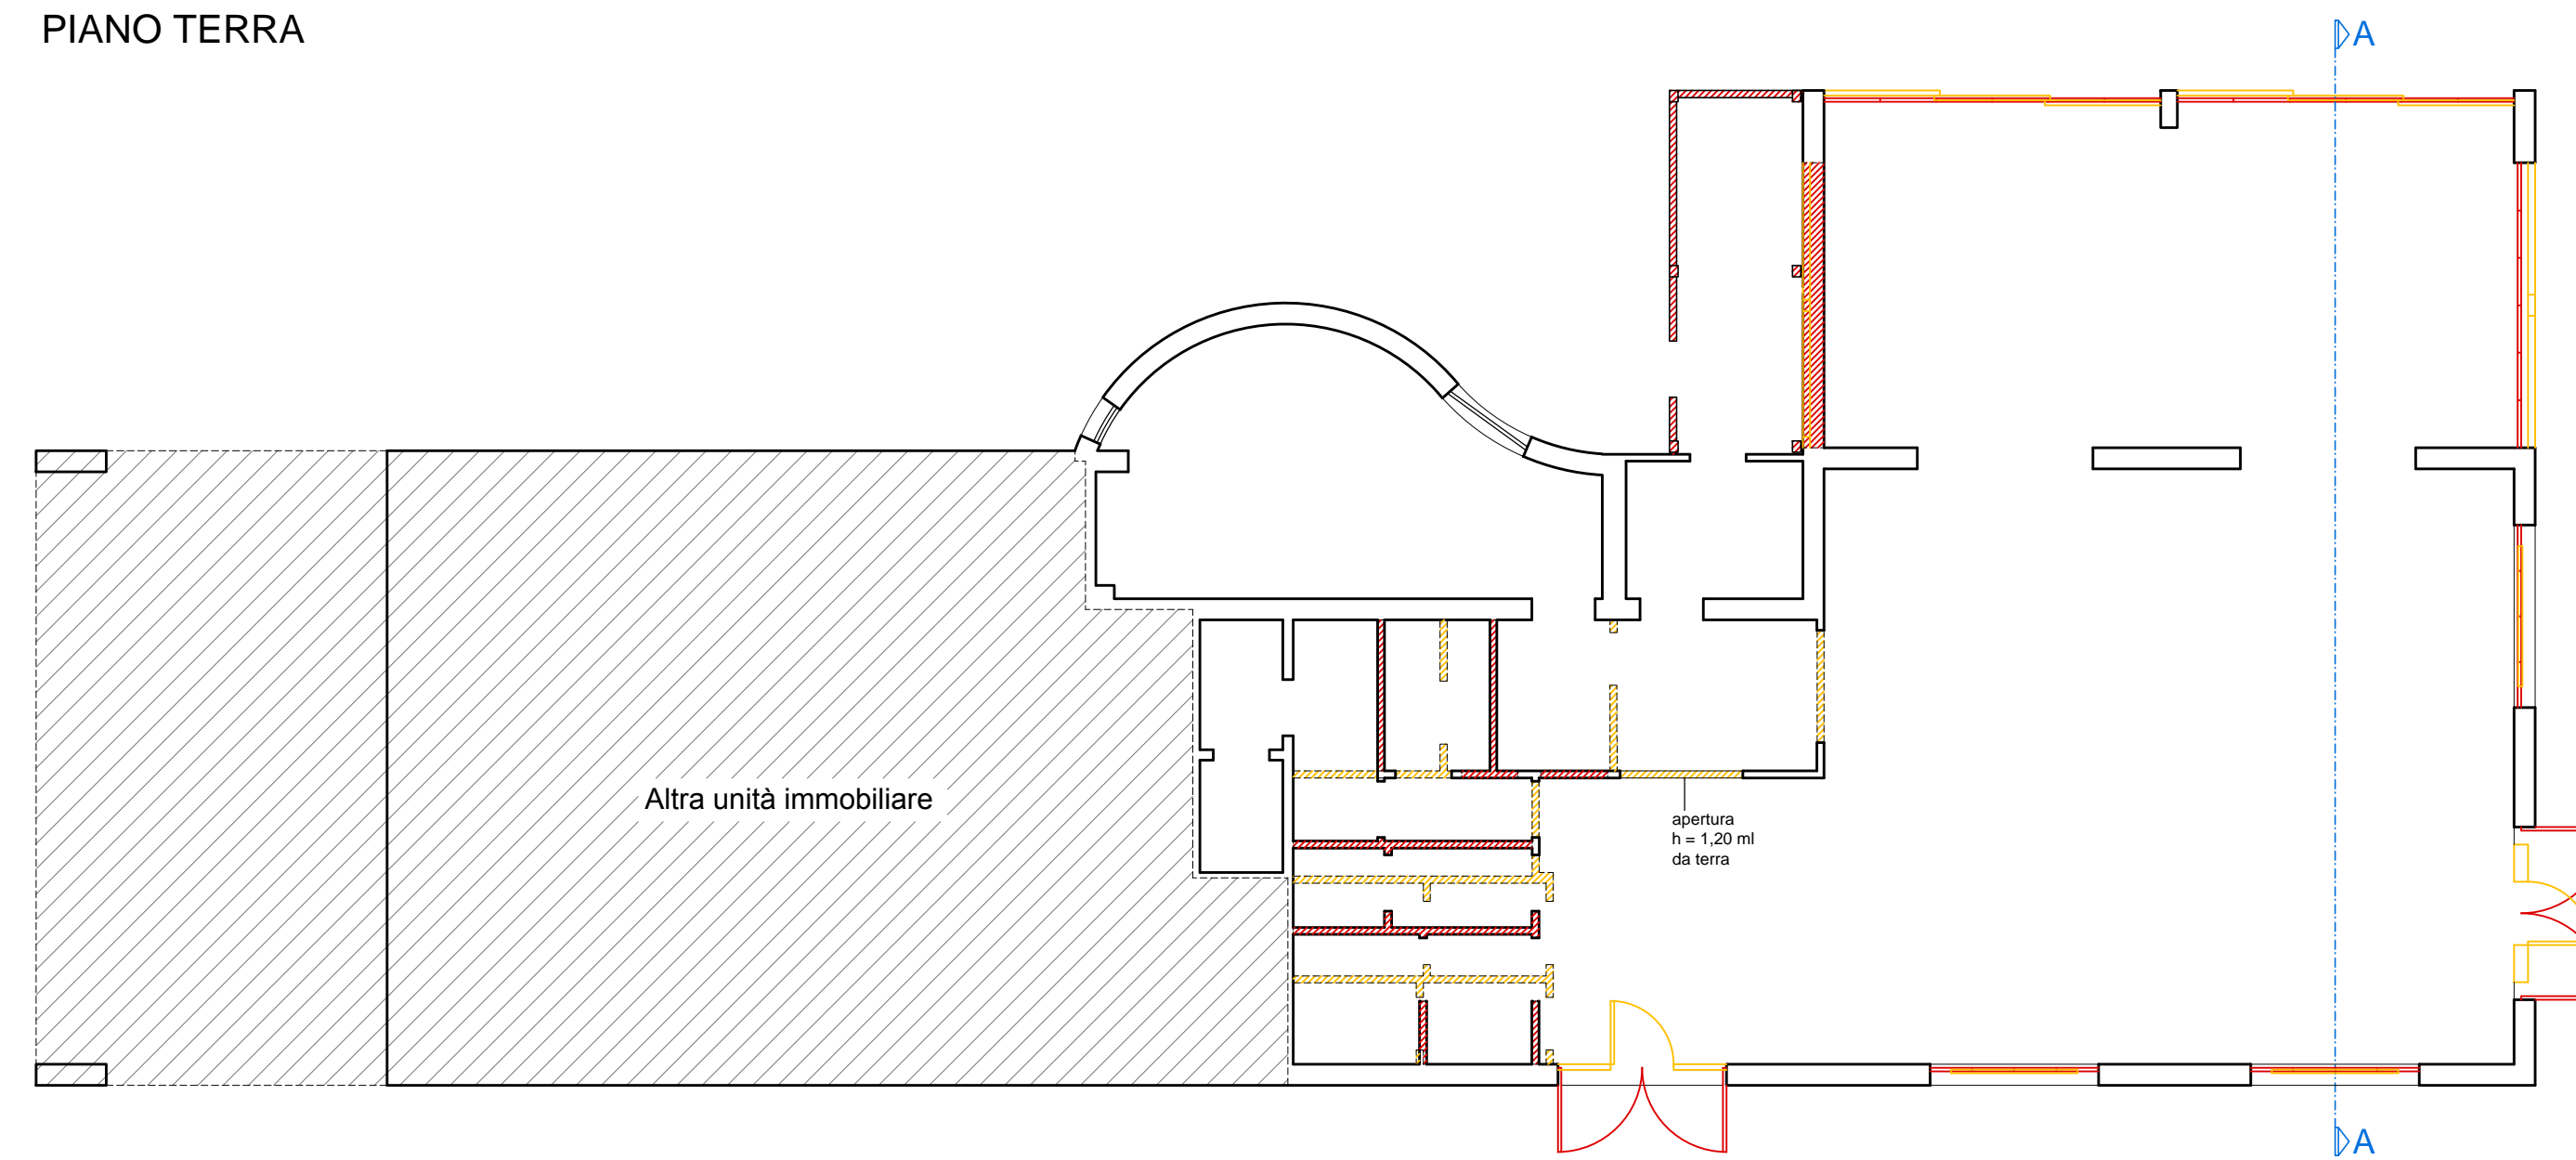 PIANO TERRA
A
Altra unità immobiliare
apertura
h = 1,20 ml
da terra
A